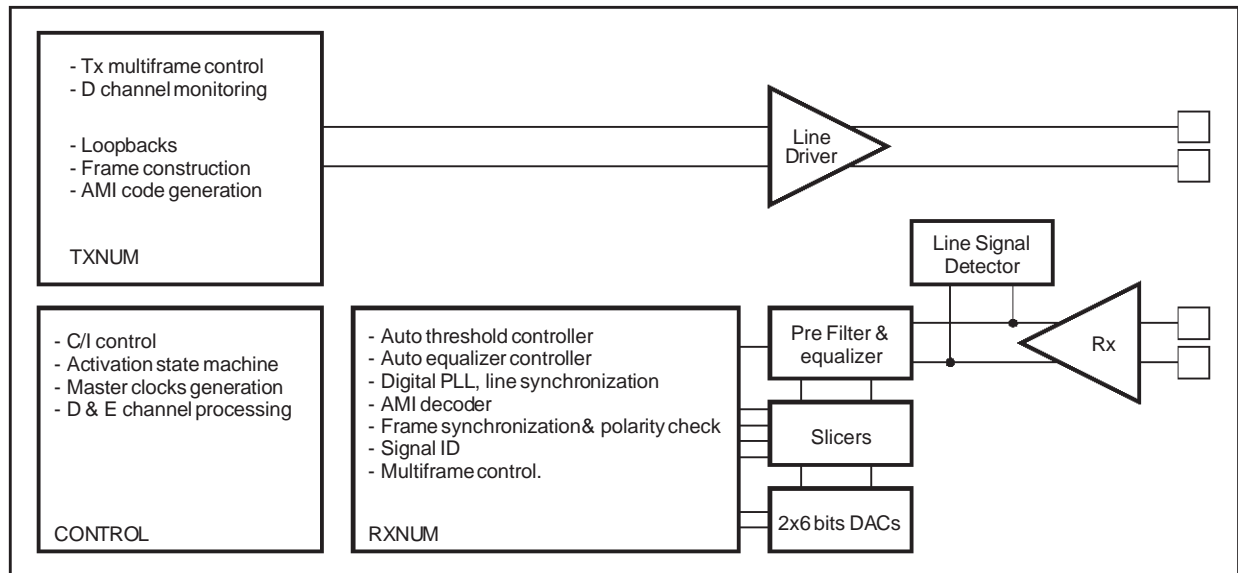 - Tx multiframe control
- D channel monitoring
- Loopbacks
- Frame construction
- AMI code generation
TXNUM
Line
Driver
Line Signal
Detector
Rx
Pre Filter &
equalizer
Slicers
2x6 bits DACs
- C/I control
- Activation state machine
- Master clocks generation
- D & E channel processing
CONTROL
- Auto threshold controller
- Auto equalizer controller
- Digital PLL, line synchronization
- AMI decoder
- Frame synchronization & polarity check
- Signal ID
- Multiframe control.
RXNUM